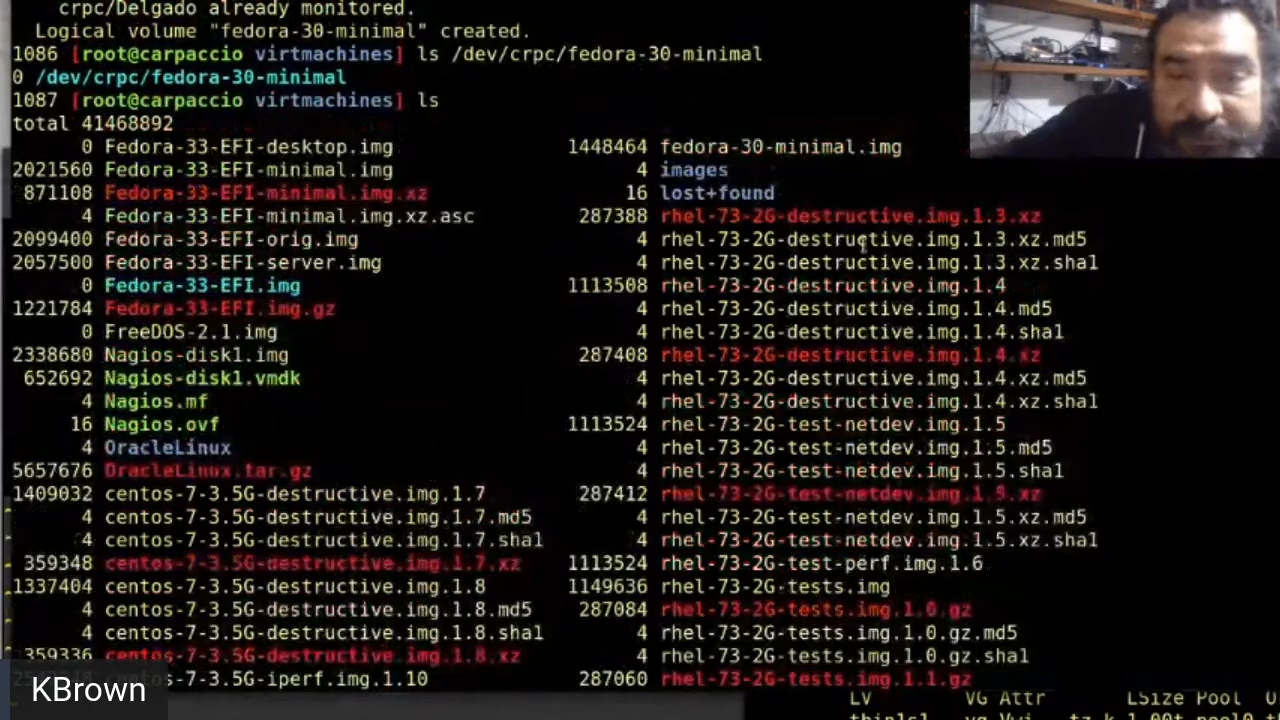 crpc/Delgado already monitored.
Logical volume "fedora-30-minimal" created.
1086 [root@carpaccio virtmachines] ls /dev/crpc/fedora-30-minimal
0 /dev/crpc/fedora-30-minimal
1087 [root@carpaccio virtmachines] ls
total 41468892
0 Fedora-33-EFI-desktop.img 1448464 fedora-30-minimal.img
2021560 Fedora-33-EFI-minimal.img 4 images
871108 Fedora-33-EFI-minimal.img.xz 16 lost+found
4 Fedora-33-EFI-minimal.img.xz.asc 287388 rhel-73-2G-destructive.img.1.3.xz
2099400 Fedora-33-EFI-orig.img 4 rhel-73-2G-destructive.img.1.3.xz.md5
2057500 Fedora-33-EFI-server.img 4 rhel-73-2G-destructive.img.1.3.xz.sha1
0 Fedora-33-EFI.img 1113508 rhel-73-2G-destructive.img.1.4
1221784 Fedora-33-EFI.img.gz 4 rhel-73-2G-destructive.img.1.4.md5
0 FreeDOS-2.1.img 4 rhel-73-2G-destructive.img.1.4.sha1
2338680 Nagios-disk1.img 287408 rhel-73-2G-destructive.img.1.4.xz
652692 Nagios-disk1.vmdk 4 rhel-73-2G-destructive.img.1.4.xz.md5
4 Nagios.mf 4 rhel-73-2G-destructive.img.1.4.xz.sha1
16 Nagios.ovf 1113524 rhel-73-2G-test-netdev.img.1.5
4 OracleLinux 4 rhel-73-2G-test-netdev.img.1.5.md5
5657676 OracleLinux.tar.gz 4 rhel-73-2G-test-netdev.img.1.5.sha1
1409032 centos-7-3.5G-destructive.img.1.7 287412 rhel-73-2G-test-netdev.img.1.5.xz
4 centos-7-3.5G-destructive.img.1.7.md5 4 rhel-73-2G-test-netdev.img.1.5.xz.md5
4 centos-7-3.5G-destructive.img.1.7.sha1 4 rhel-73-2G-test-netdev.img.1.5.xz.sha1
359348 centos-7-3.5G-destructive.img.1.7.xz 1113524 rhel-73-2G-test-perf.img.1.6
1337404 centos-7-3.5G-destructive.img.1.8 1149636 rhel-73-2G-tests.img
4 centos-7-3.5G-destructive.img.1.8.md5 287084 rhel-73-2G-tests.img.1.0.gz
4 centos-7-3.5G-destructive.img.1.8.sha1 4 rhel-73-2G-tests.img.1.0.gz.md5
359336 centos-7-3.5G-destructive.img.1.8.xz 4 rhel-73-2G-tests.img.1.0.gz.sha1
s-7-3.5G-iperf.img.1.10 287060 rhel-73-2G-tests.img.1.1.gz
KBrown
LV VG Attr LSize Pool